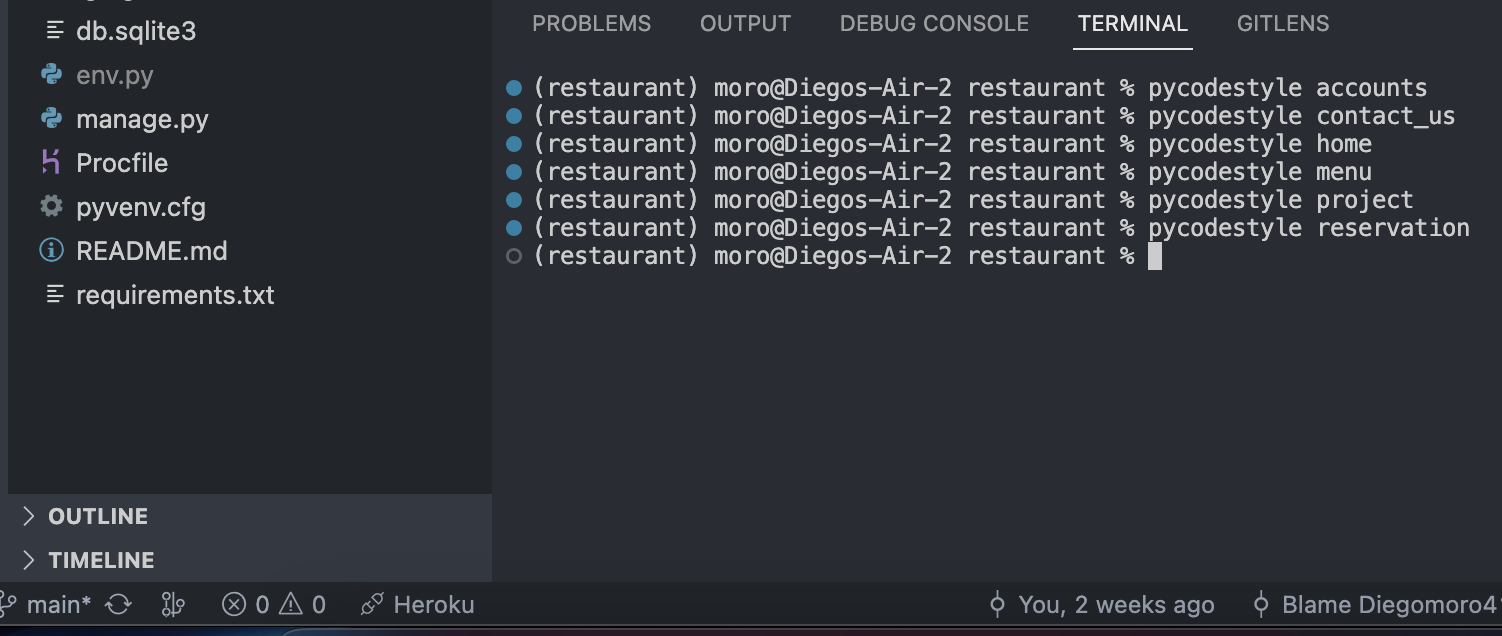 db.sqlite3
env.py
manage.py
Procfile
pyvenv.cfg
README.md
requirements.txt
OUTLINE
TIMELINE
PROBLEMS OUTPUT DEBUG CONSOLE TERMINAL GITLENS
(restaurant) moro@Diegos-Air-2 restaurant % pycodestyle accounts
(restaurant) moro@Diegos-Air-2 restaurant % pycodestyle contact_us
(restaurant) moro@Diegos-Air-2 restaurant % pycodestyle home
(restaurant) moro@Diegos-Air-2 restaurant % pycodestyle menu
(restaurant) moro@Diegos-Air-2 restaurant % pycodestyle project
(restaurant) moro@Diegos-Air-2 restaurant % pycodestyle reservation
(restaurant) moro@Diegos-Air-2 restaurant %
main* 0 0 Heroku You, 2 weeks ago Blame Diegomoro4